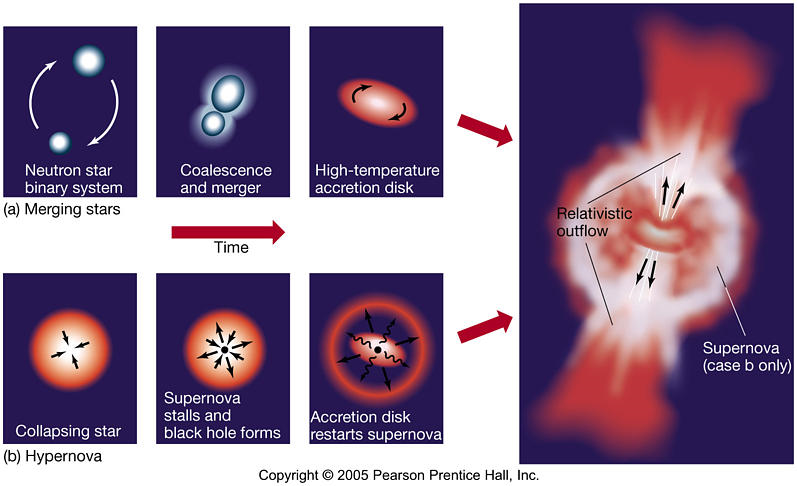 Neutron star
binary system
Coalescence
and merger
High-temperature
accretion disk
(a) Merging stars
Time
Relativistic
outflow
Supernova
(case b only)
Collapsing star
Supernova
stalls and
black hole forms
Accretion disk
restarts supernova
(b) Hypernova
Copyright © 2005 Pearson Prentice Hall, Inc.